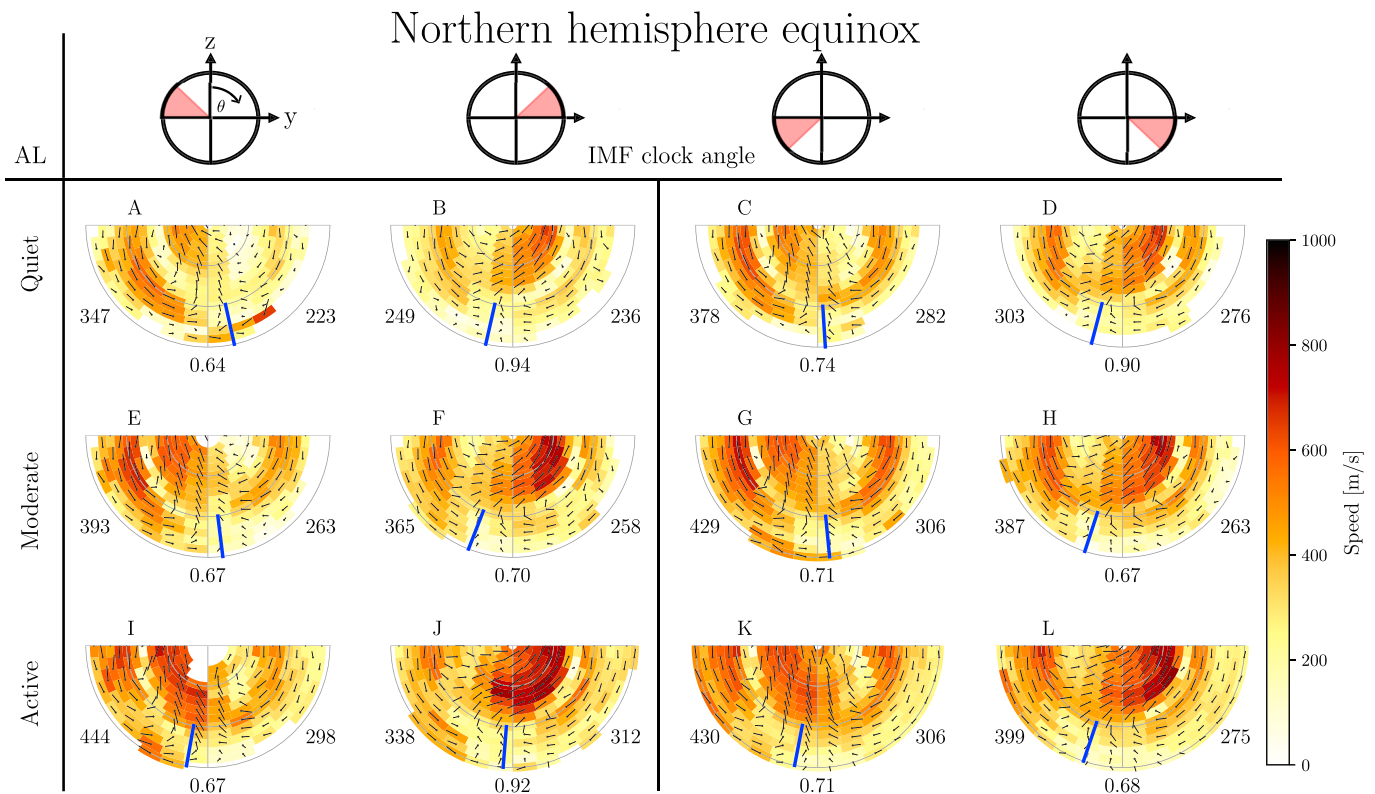 Northern hemisphere equinox
z
θ
y
AL
IMF clock angle
Quiet
A
347
223
0.64
B
249
236
0.94
C
378
282
0.74
D
303
276
0.90
Moderate
E
393
263
0.67
F
365
258
0.70
G
429
306
0.71
H
387
263
0.67
Active
I
444
298
0.67
J
338
312
0.92
K
430
306
0.71
L
399
275
0.68
1000
800
600
400
200
0
Speed [m/s]